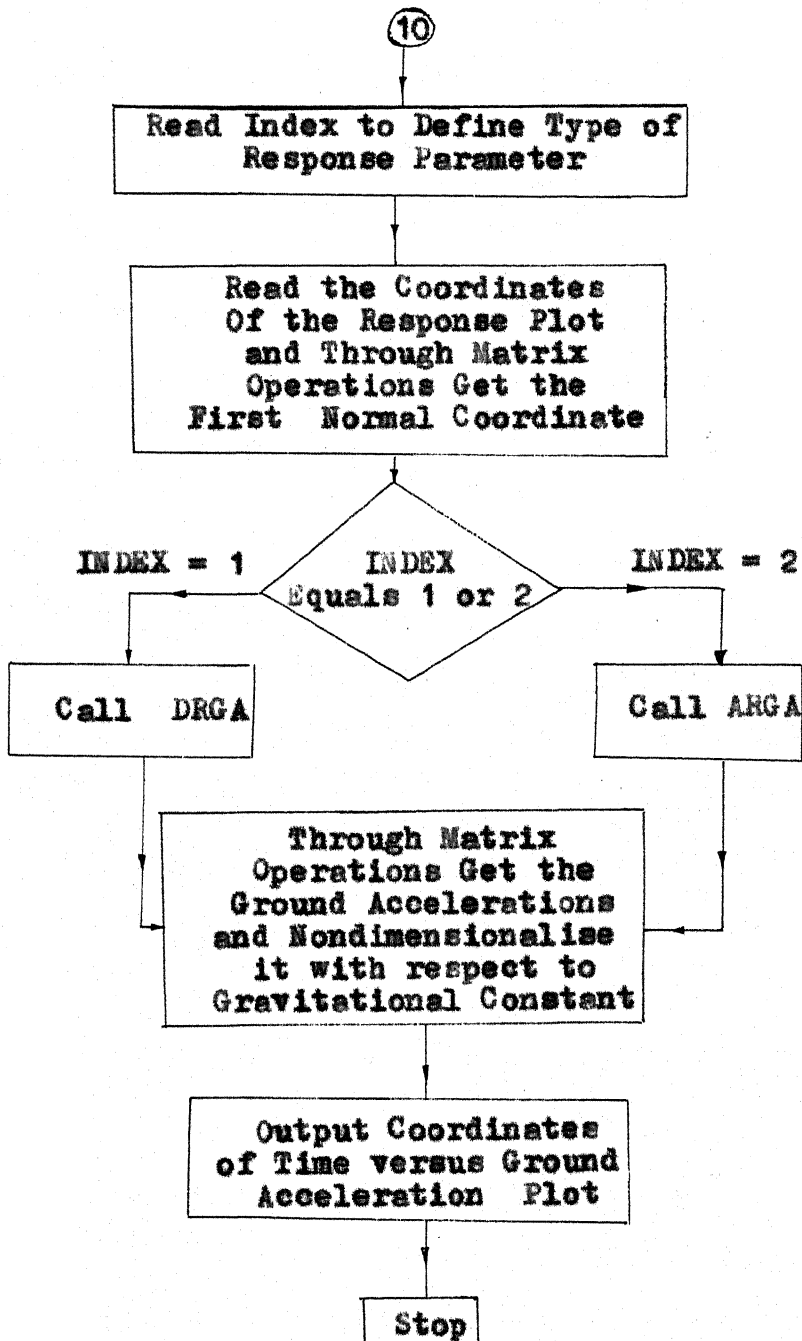 10
Read Index to Define Type of
Response Parameter
Read the Coordinates
Of the Response Plot
and Through Matrix
Operations Get the
First Normal Coordinate
INDEX = 1
INDEX
Equals 1 or 2
INDEX = 2
Call DRGA
Call ARGA
Through Matrix
Operations Get the
Ground Accelerations
and Nondimensionalise
it with respect to
Gravitational Constant
Output Coordinates
of Time versus Ground
Acceleration Plot
Stop